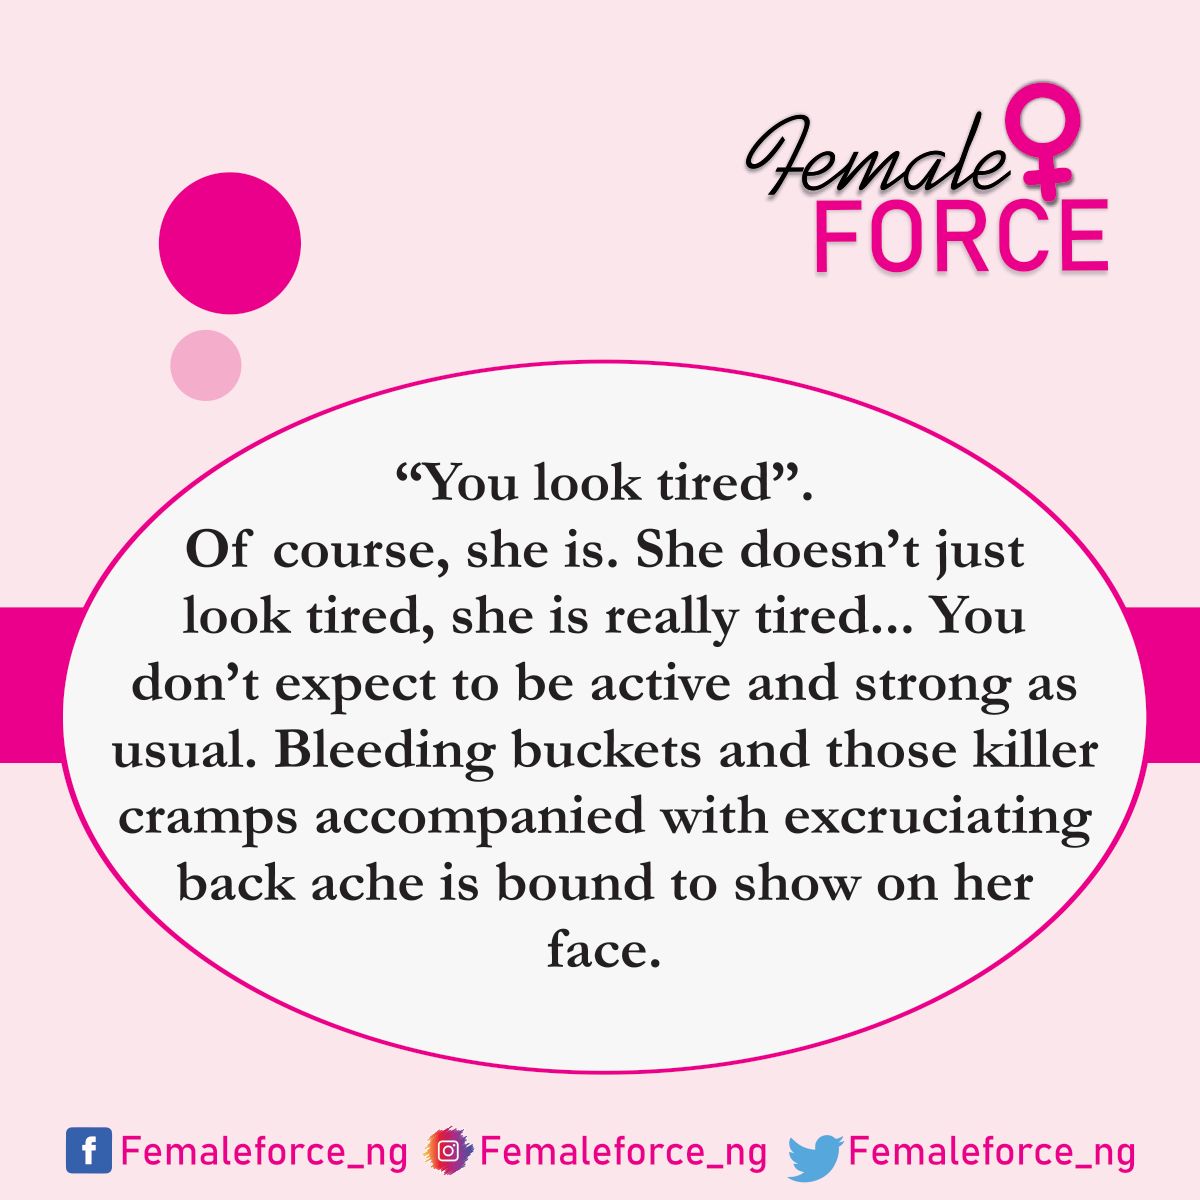 Female
FORCE
“You look tired”.
Of course, she is. She doesn’t just
look tired, she is really tired... You
don’t expect to be active and strong as
usual. Bleeding buckets and those killer
cramps accompanied with excruciating
back ache is bound to show on her
face.
Femaleforce_ng Femaleforce_ng Femaleforce_ng